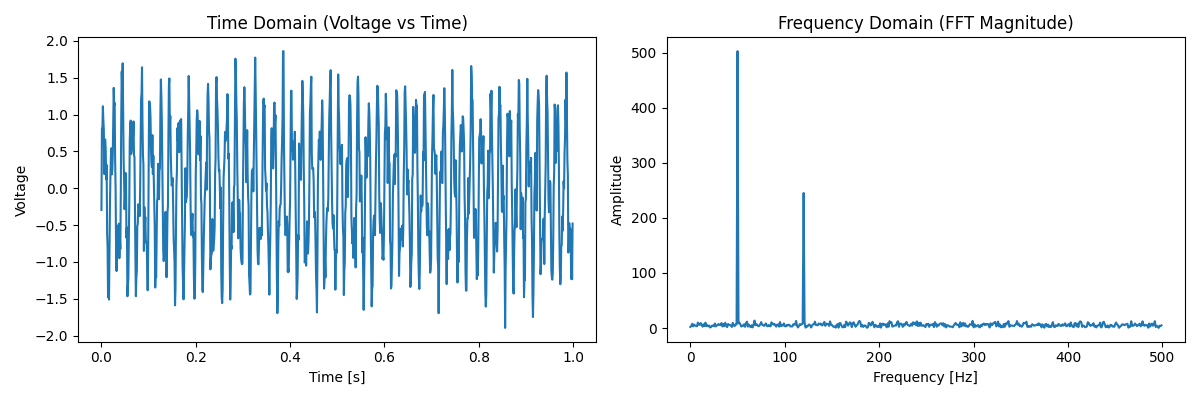 Time Domain (Voltage vs Time)
2.0
1.5
1.0
0.5
0.0
−0.5
−1.0
−1.5
−2.0
Voltage
0.0 0.2 0.4 0.6 0.8 1.0
Time [s]
Frequency Domain (FFT Magnitude)
500
400
300
200
100
0
Amplitude
0 100 200 300 400 500
Frequency [Hz]